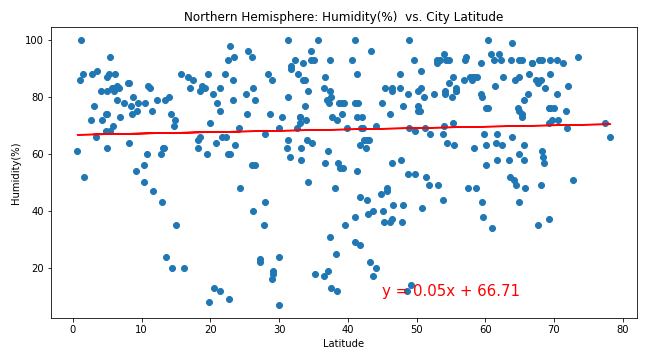 Northern Hemisphere: Humidity(%)  vs. City Latitude
100
80
60
40
20
Humidity(%)
y = 0.05x + 66.71
0 10 20 30 40 50 60 70 80
Latitude